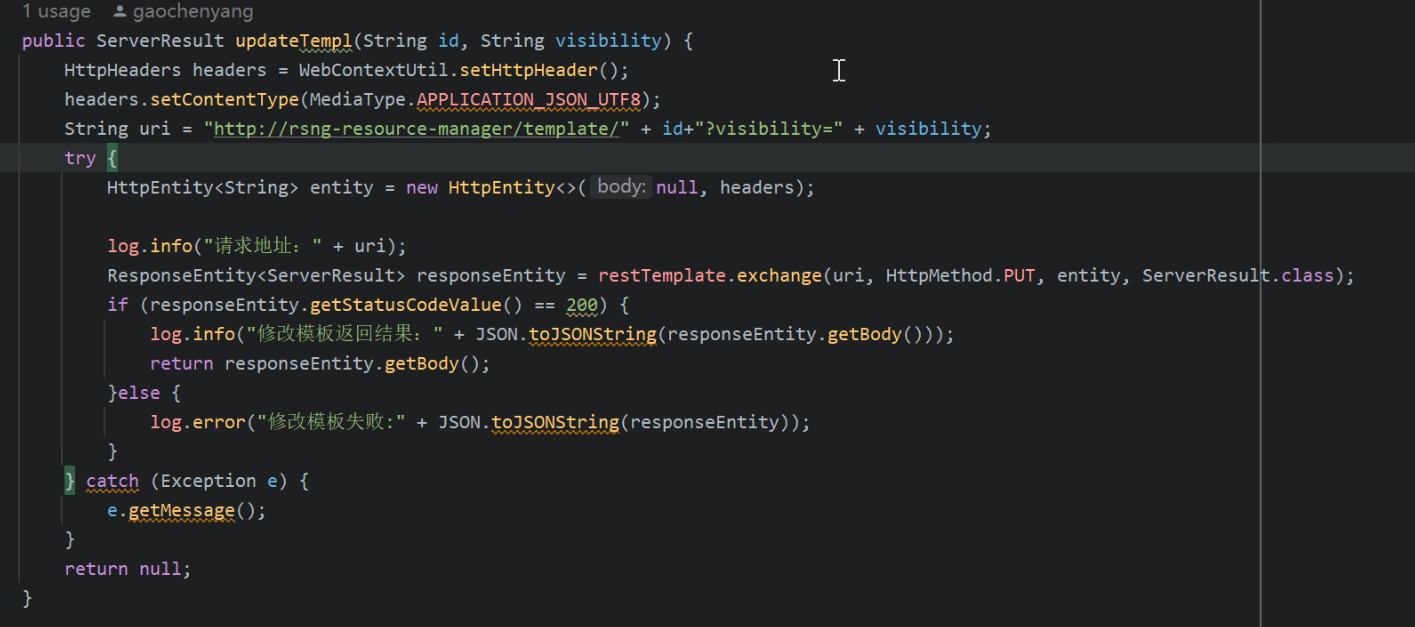 1 usage gaochenyang
public ServerResult updateTempl(String id, String visibility) {
HttpHeaders headers = WebContextUtil.setHttpHeader();
headers.setContentType(MediaType.APPLICATION_JSON_UTF8);
String uri = "http://rsng-resource-manager/template/" + id+"?visibility=" + visibility;
try {
HttpEntity<String> entity = new HttpEntity<>( body: null, headers);
log.info("请求地址：" + uri);
ResponseEntity<ServerResult> responseEntity = restTemplate.exchange(uri, HttpMethod.PUT, entity, ServerResult.class);
if (responseEntity.getStatusCodeValue() == 200) {
log.info("修改模板返回结果：" + JSON.toJSONString(responseEntity.getBody()));
return responseEntity.getBody();
}else {
log.error("修改模板失败:" + JSON.toJSONString(responseEntity));
}
} catch (Exception e) {
e.getMessage();
}
return null;
}